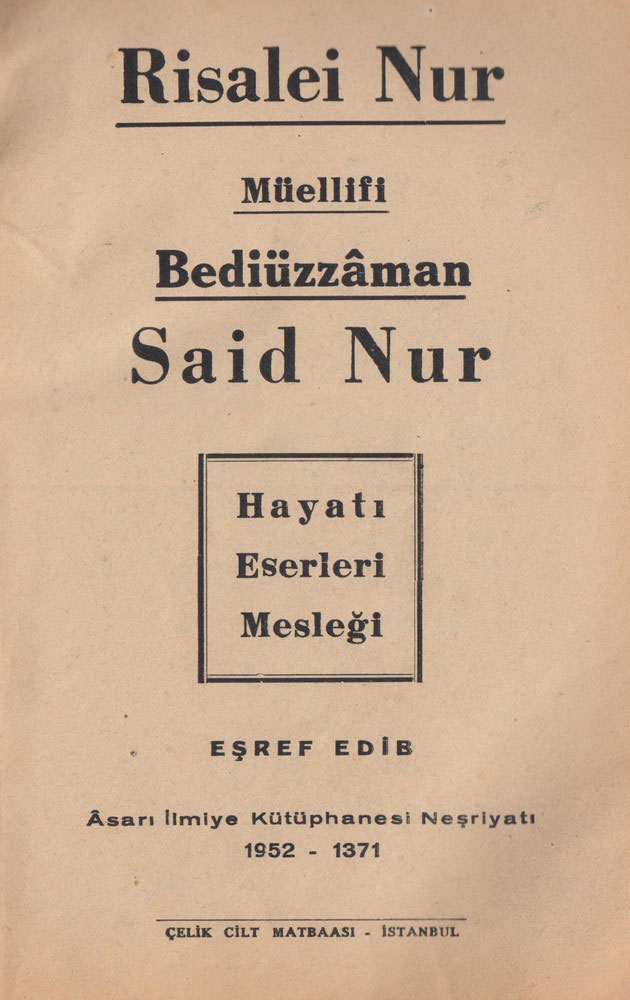 Risalei Nur
Müellifi
Bediüzzâman
Said Nur
Hayatı
Eserleri
Mesleği
EŞREF EDİB
Âsarı İlmiye Kütüphanesi Neşriyatı
1952 - 1371
ÇELİK CİLT MATBAASI - İSTANBUL